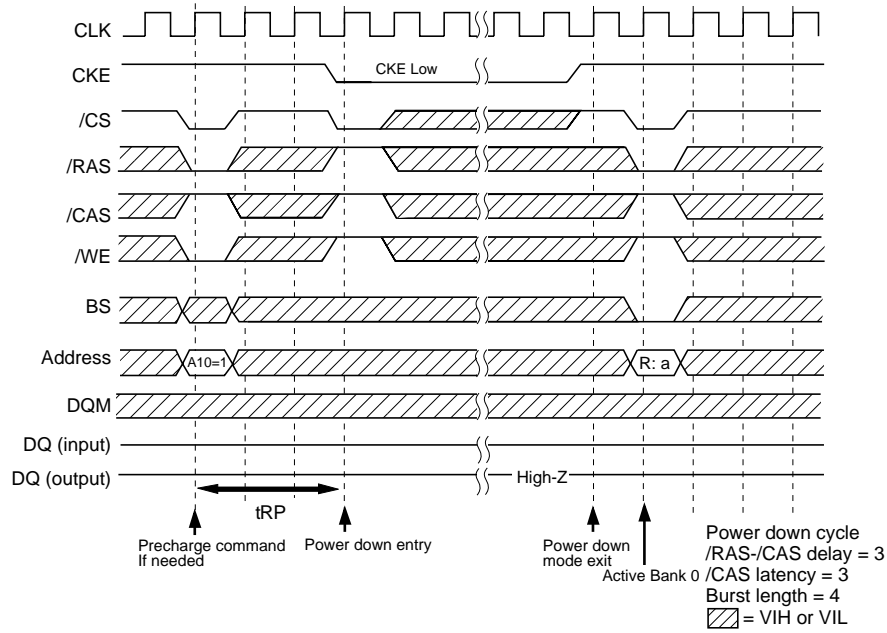 CLK
CKE
CKE Low
/CS
/RAS
/CAS
/WE
BS
Address
A10=1
R: a
DQM
DQ (input)
DQ (output)
High-Z
tRP
Precharge command
If needed
Power down entry
Power down
mode exit
Active Bank 0
Power down cycle
/RAS-/CAS delay = 3
/CAS latency = 3
Burst length = 4
= VIH or VIL